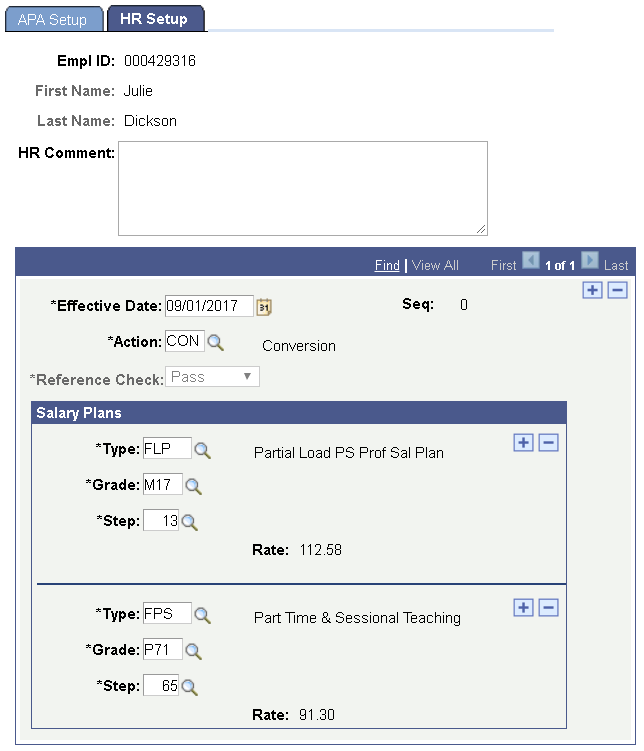 APA Setup HR Setup
Empl ID: 000429316
First Name: Julie
Last Name: Dickson
HR Comment:
Find | View All First 1 of 1 Last
*Effective Date: 09/01/2017 31 Seq: 0
*Action: CON Conversion
*Reference Check: Pass
Salary Plans
*Type: FLP Partial Load PS Prof Sal Plan
*Grade: M17
*Step: 13
Rate: 112.58
*Type: FPS Part Time & Sessional Teaching
*Grade: P71
*Step: 65
Rate: 91.30